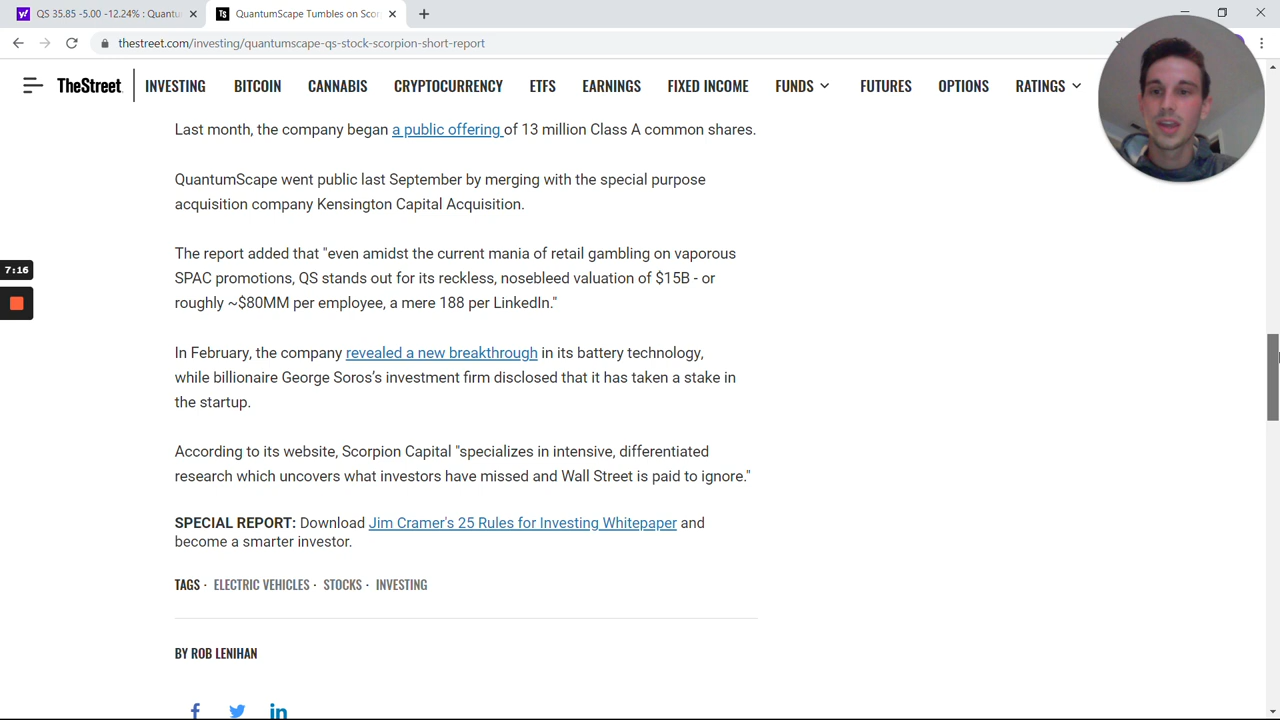 QS 35.85 -5.00 -12.24% : Quantu
QuantumScape Tumbles on Scor
thestreet.com/investing/quantumscape-qs-stock-scorpion-short-report
TheStreet INVESTING BITCOIN CANNABIS CRYPTOCURRENCY ETFS EARNINGS FIXED INCOME FUNDS FUTURES OPTIONS RATINGS
Last month, the company began a public offering of 13 million Class A common shares.
QuantumScape went public last September by merging with the special purpose
acquisition company Kensington Capital Acquisition.
The report added that "even amidst the current mania of retail gambling on vaporous
SPAC promotions, QS stands out for its reckless, nosebleed valuation of $15B - or
roughly ~$80MM per employee, a mere 188 per LinkedIn."
7:16
In February, the company revealed a new breakthrough in its battery technology,
while billionaire George Soros’s investment firm disclosed that it has taken a stake in
the startup.
According to its website, Scorpion Capital "specializes in intensive, differentiated
research which uncovers what investors have missed and Wall Street is paid to ignore."
SPECIAL REPORT: Download Jim Cramer's 25 Rules for Investing Whitepaper and
become a smarter investor.
TAGS · ELECTRIC VEHICLES · STOCKS · INVESTING
BY ROB LENIHAN